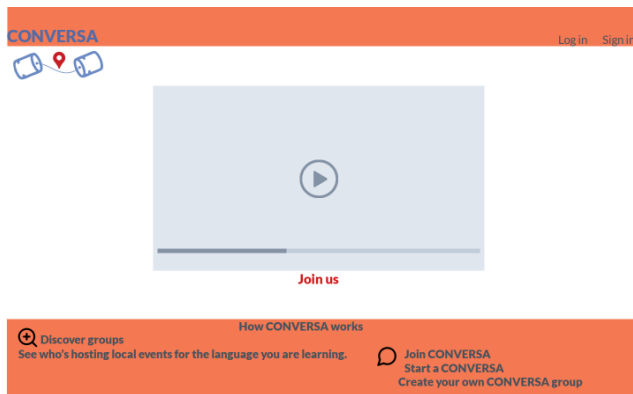 CONVERSA
Log in Sign in
Join us
How CONVERSA works
Discover groups
See who's hosting local events for the language you are learning.
Join CONVERSA
Start a CONVERSA
Create your own CONVERSA group